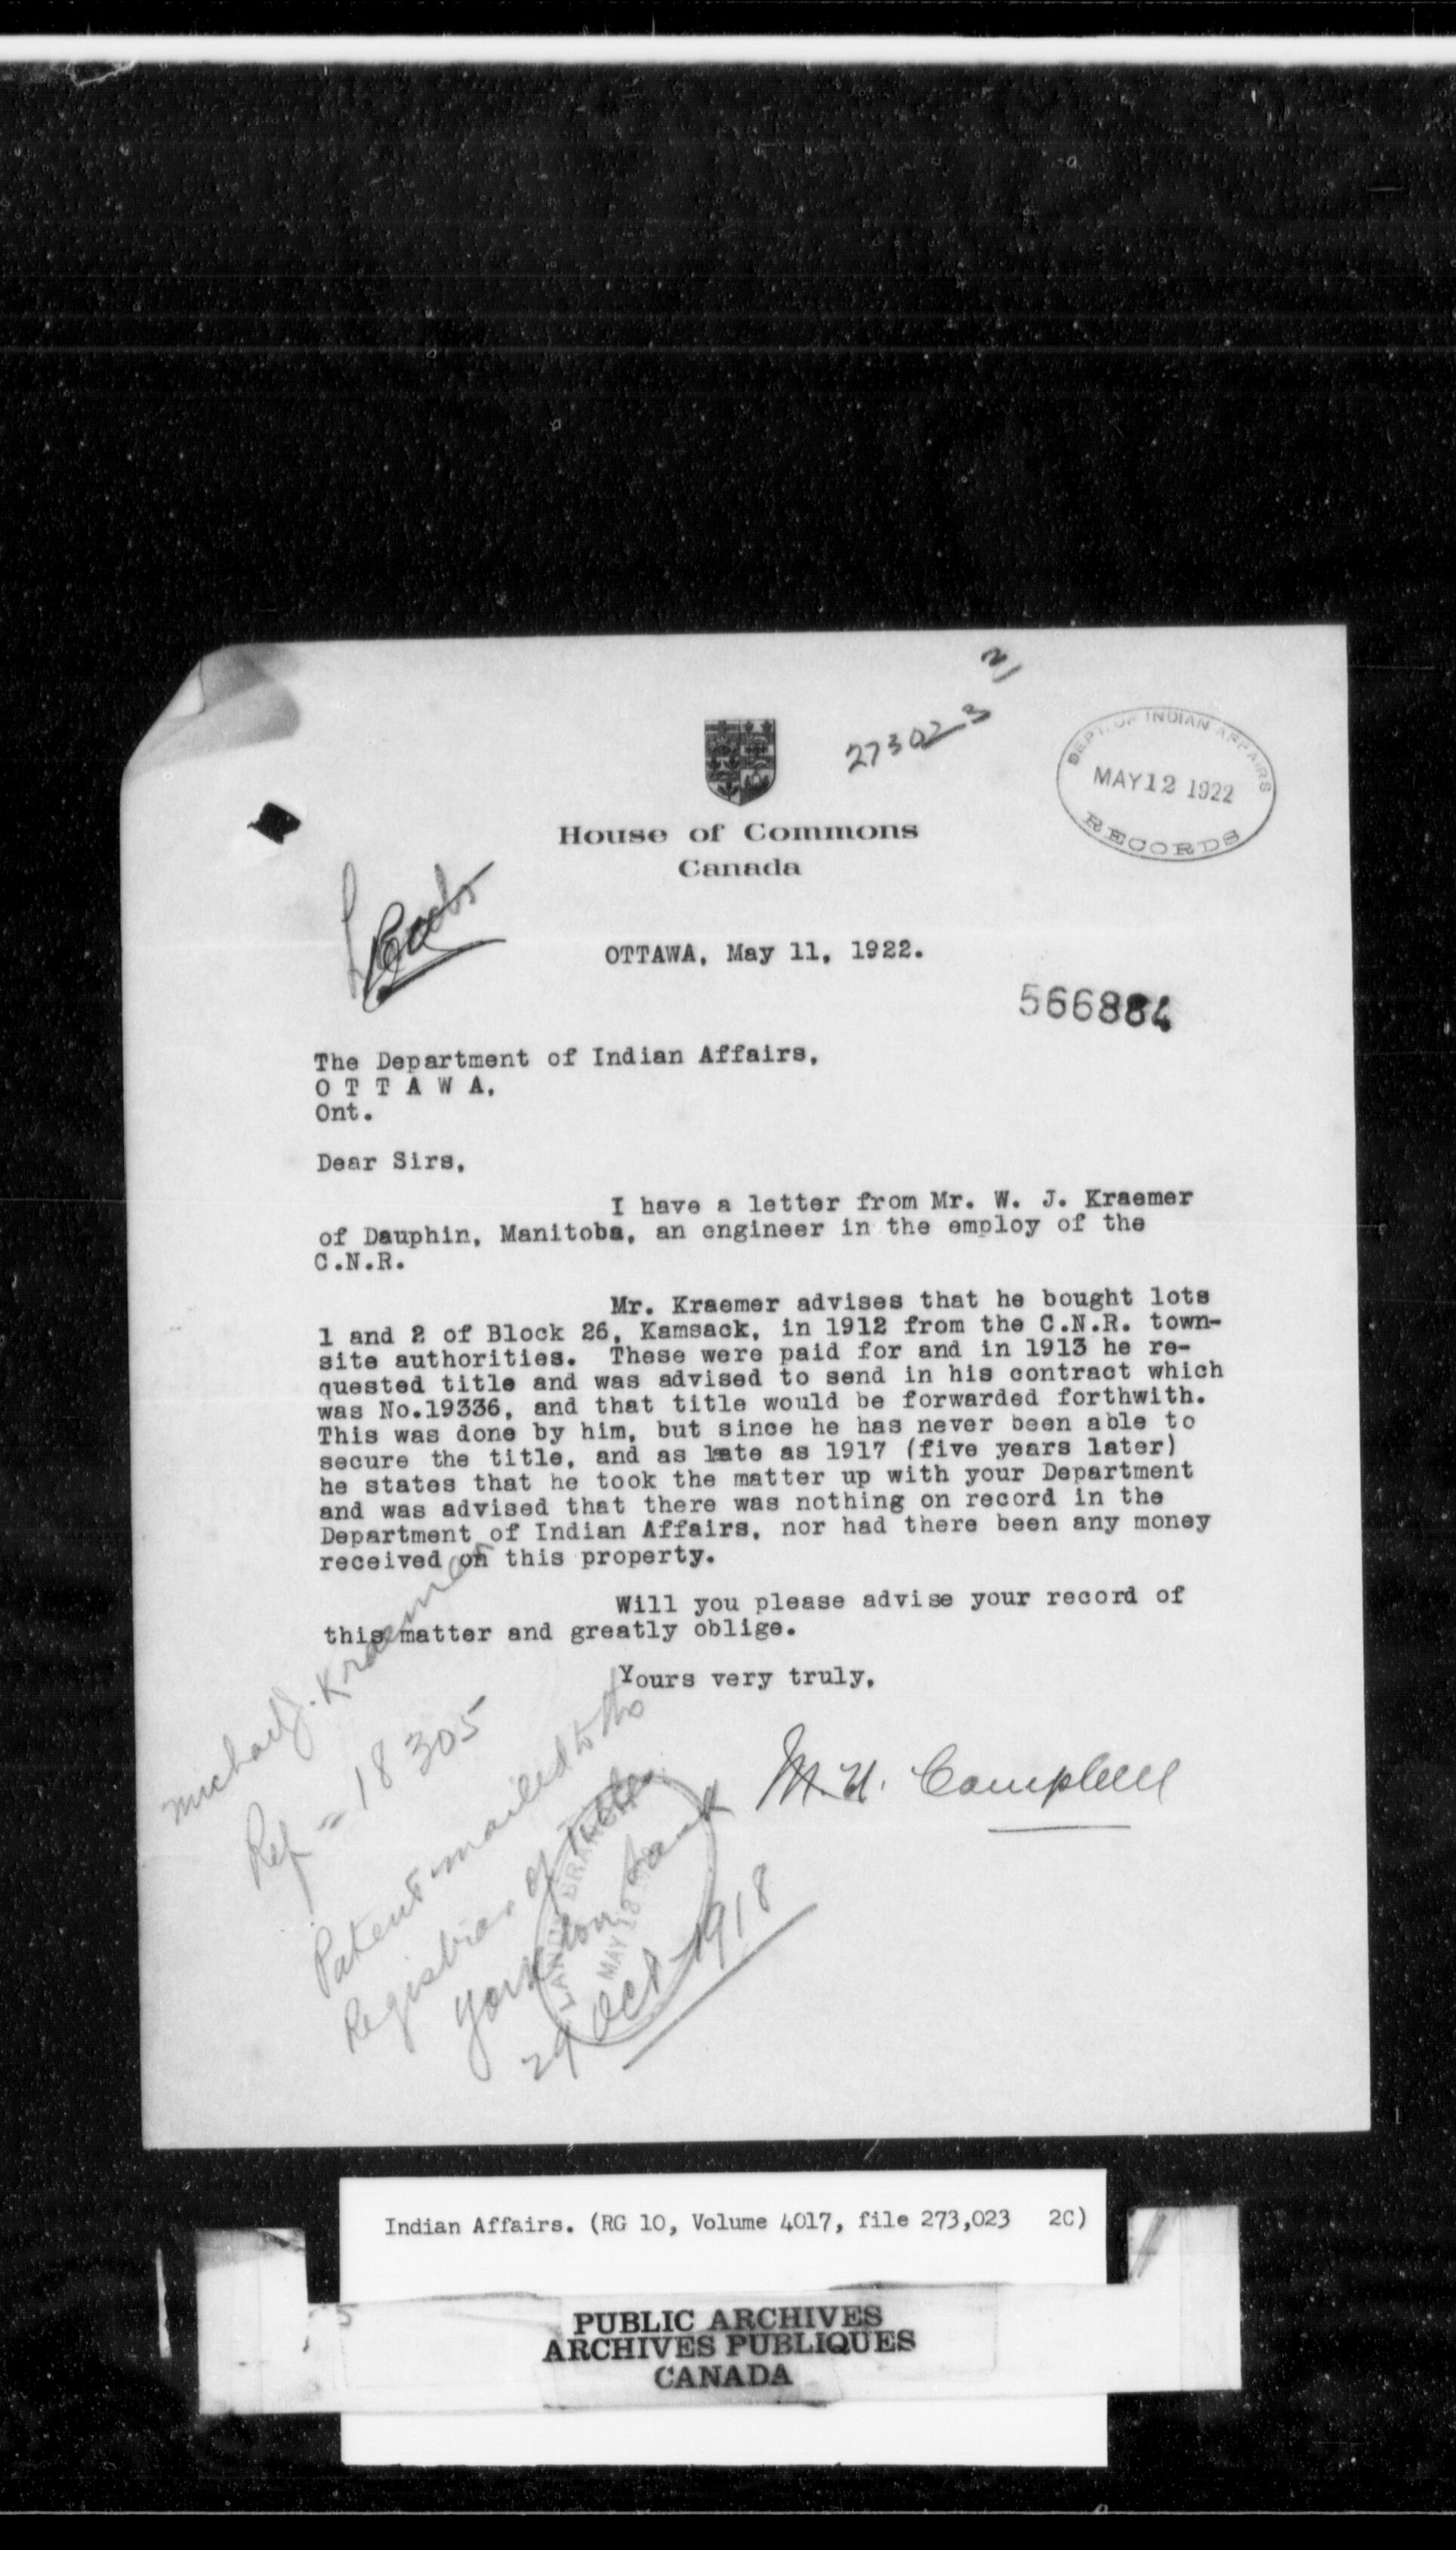 273023
2
DEPT. OF INDIAN AFFAIRS
MAY 12 1922
RECORDS
House of Commons
Canada
OTTAWA, May 11, 1922.
566884
The Department of Indian Affairs,
O T T A W A,
Ont.
Dear Sirs,
I have a letter from Mr. W. J. Kraemer
of Dauphin, Manitoba, an engineer in the employ of the
C.N.R.
Mr. Kraemer advises that he bought lots
1 and 2 of Block 26, Kamsack, in 1912 from the C.N.R. town-
site authorities. These were paid for and in 1913 he re-
quested title and was advised to send in his contract which
was No.19336, and that title would be forwarded forthwith.
This was done by him, but since he has never been able to
secure the title, and as late as 1917 (five years later)
he states that he took the matter up with your Department
and was advised that there was nothing on record in the
Department of Indian Affairs, nor had there been any money
received on this property.
Will you please advise your record of
this matter and greatly oblige.
Yours very truly,
M. N. Campbell
Michael J. Kraemer
Ref = 18305
Patent mailed to the
Registrar of Titles
Yorkton Sask
29 Oct 1918
LANDS BRANCH
MAY 18
Indian Affairs. (RG 10, Volume 4017, file 273,023 2C)
PUBLIC ARCHIVES
ARCHIVES PUBLIQUES
CANADA